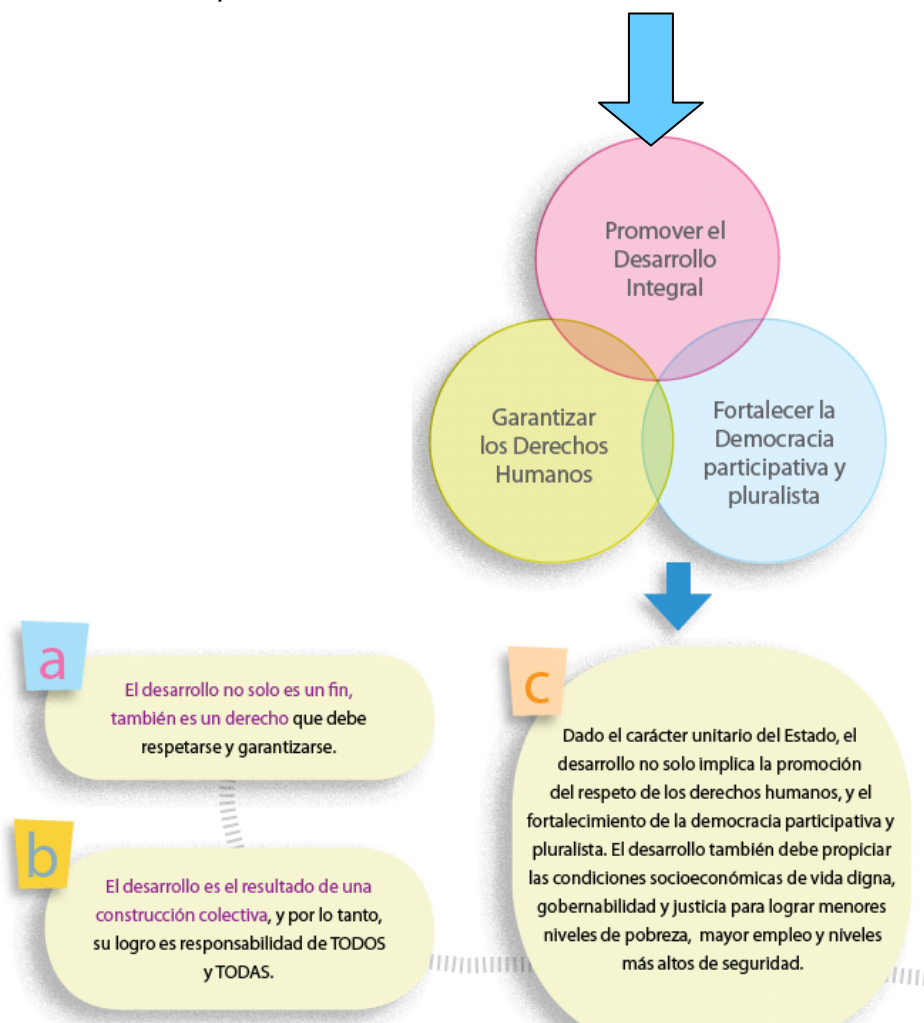 Promover el
Desarrollo
Integral
Garantizar
los Derechos
Humanos
Fortalecer la
Democracia
participativa y
pluralista
a
El desarrollo no solo es un fin,
también es un derecho que debe
respetarse y garantizarse.
b
El desarrollo es el resultado de una
construcción colectiva, y por lo tanto,
su logro es responsabilidad de TODOS
y TODAS.
c
Dado el carácter unitario del Estado, el
desarrollo no solo implica la promoción
del respeto de los derechos humanos, y el
fortalecimiento de la democracia participativa y
pluralista. El desarrollo también debe propiciar
las condiciones socioeconómicas de vida digna,
gobernabilidad y justicia para lograr menores
niveles de pobreza, mayor empleo y niveles
más altos de seguridad.